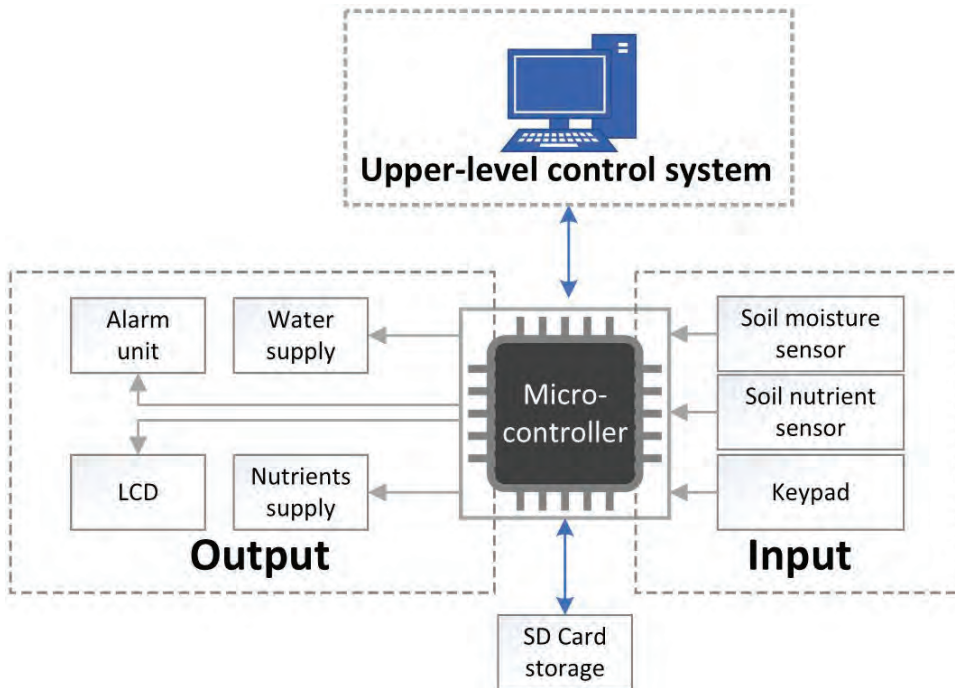 Upper-level control system
Alarm
unit
Water
supply
LCD
Nutrients
supply
Output
Micro-
controller
Soil moisture
sensor
Soil nutrient
sensor
Keypad
Input
SD Card
storage